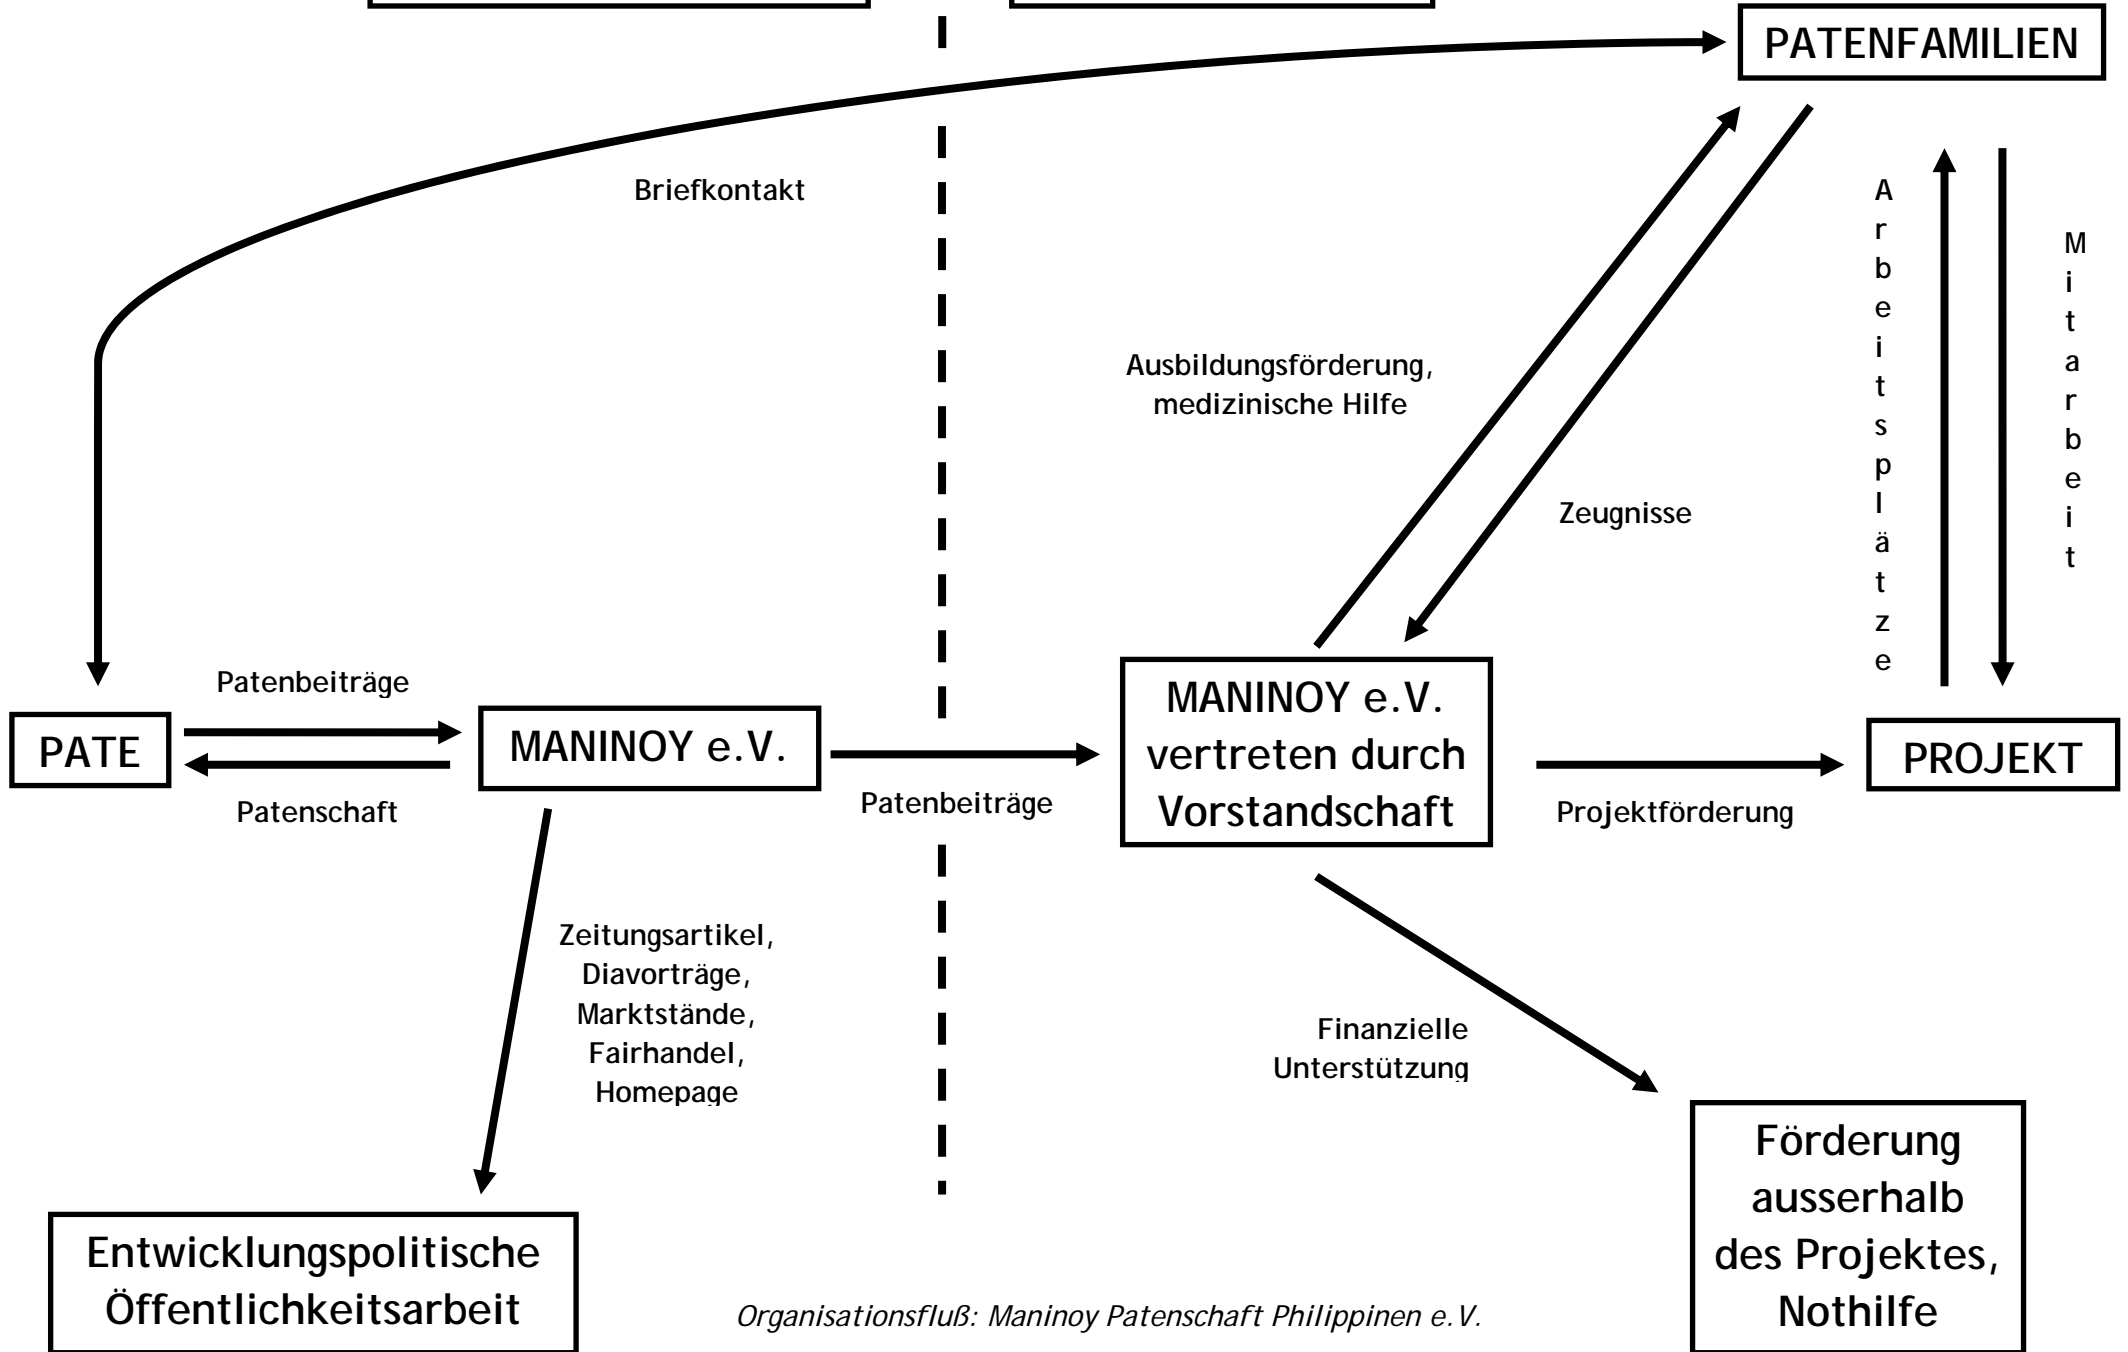 PATENFAMILIEN
Briefkontakt
Arbeitsplätze
Mitarbeit
Ausbildungsförderung,
medizinische Hilfe
Zeugnisse
Patenbeiträge
PATE
Patenschaft
MANINOY e.V.
Patenbeiträge
MANINOY e.V.
vertreten durch
Vorstandschaft
Projektförderung
PROJEKT
Zeitungsartikel,
Diavorträge,
Marktstände,
Fairhandel,
Homepage
Finanzielle
Unterstützung
Entwicklungspolitische
Öffentlichkeitsarbeit
Förderung
ausserhalb
des Projektes,
Nothilfe
Organisationsfluß: Maninoy Patenschaft Philippinen e.V.